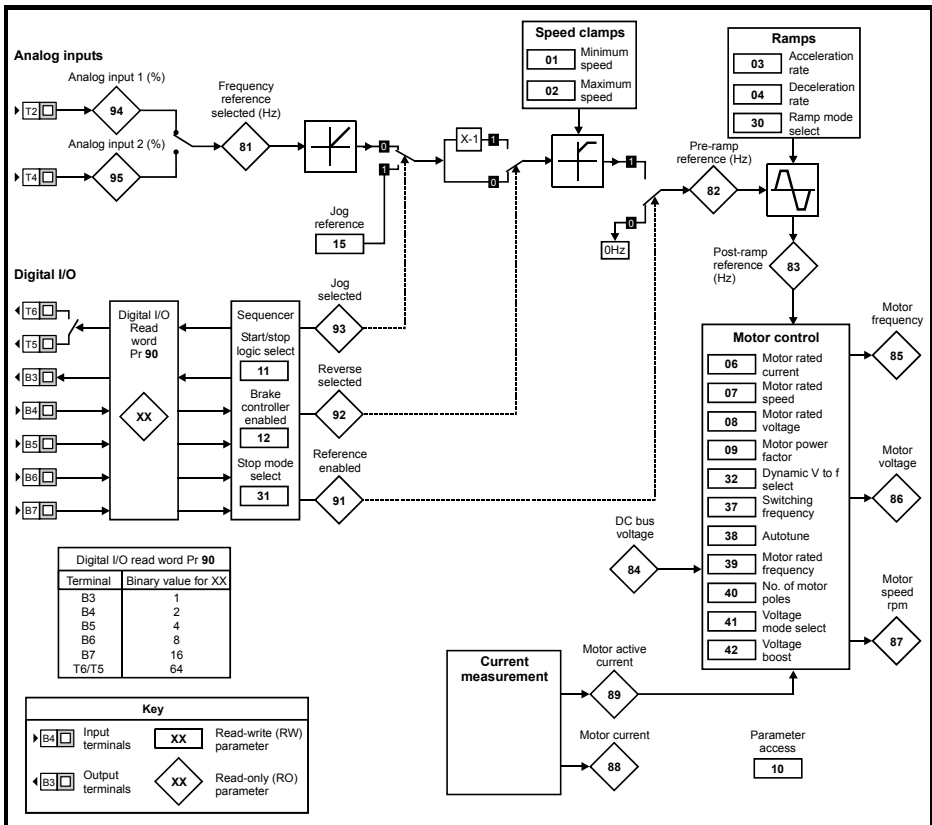 Analog inputs
Analog input 1 (%)
T2
94
Analog input 2 (%)
T4
95
Frequency
reference
selected (Hz)
81
0
1
Jog
reference
15
X-1
1
0
Speed clamps
01 Minimum
speed
02 Maximum
speed
1
0
0Hz
Pre-ramp
reference (Hz)
82
Ramps
03 Acceleration
rate
04 Deceleration
rate
30 Ramp mode
select
Post-ramp
reference
(Hz)
83
Digital I/O
T6
T5
B3
B4
B5
B6
B7
Digital I/O
Read
word
Pr 90
XX
Sequencer
Start/stop
logic select
11
Brake
controller
enabled
12
Stop mode
select
31
Jog
selected
93
Reverse
selected
92
Reference
enabled
91
Motor control
06 Motor rated
current
07 Motor rated
speed
08 Motor rated
voltage
09 Motor power
factor
32 Dynamic V to f
select
37 Switching
frequency
38 Autotune
39 Motor rated
frequency
40 No. of motor
poles
41 Voltage
mode select
42 Voltage
boost
Motor
frequency
85
Motor
voltage
86
Motor
speed
rpm
87
DC bus
voltage
84
Digital I/O read word Pr 90
Terminal Binary value for XX
B3 1
B4 2
B5 4
B6 8
B7 16
T6/T5 64
Current
measurement
Motor active
current
89
Motor current
88
Parameter
access
10
Key
B4 Input
terminals
XX Read-write (RW)
parameter
B3 Output
terminals
XX Read-only (RO)
parameter